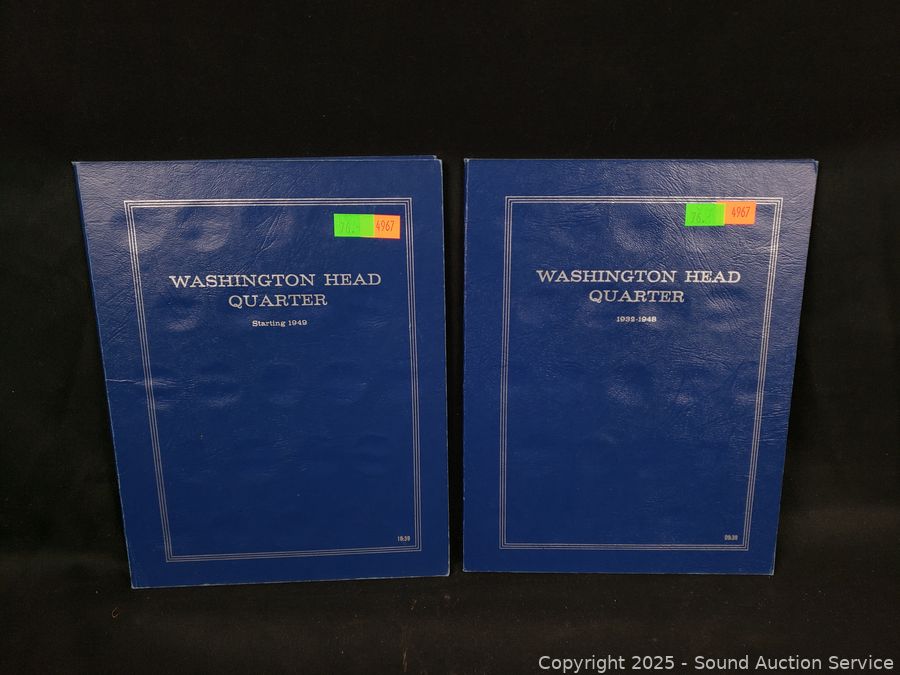 4967
WASHINGTON HEAD
QUARTER
Starting 1949
4967
WASHINGTON HEAD
QUARTER
1932-1948
Copyright © 2025 - Sound Auction Service